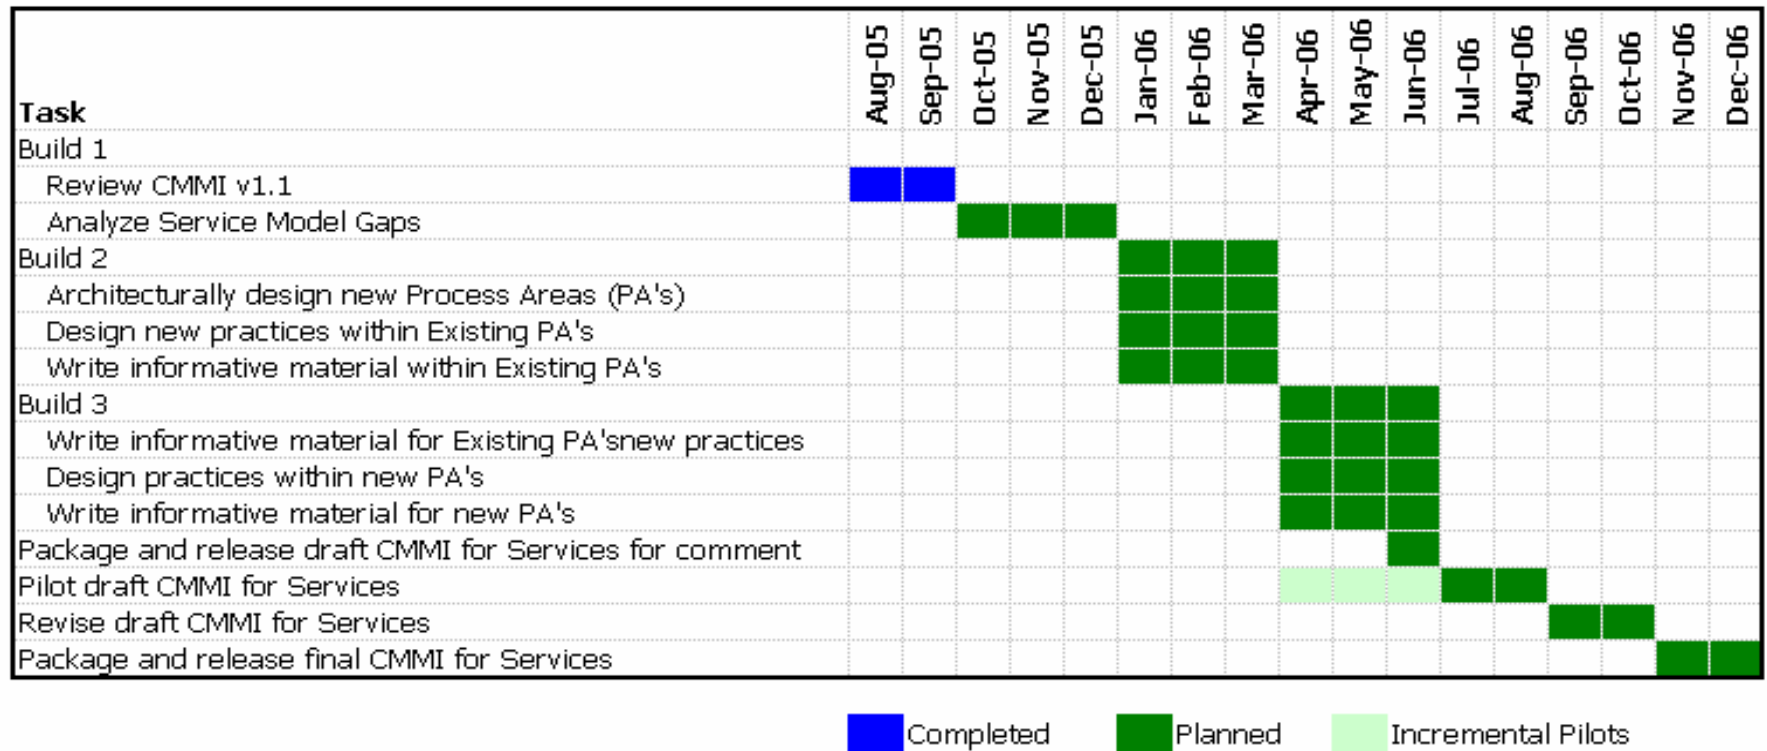 Task Aug-05 Sep-05 Oct-05 Nov-05 Dec-05 Jan-06 Feb-06 Mar-06 Apr-06 May-06 Jun-06 Jul-06 Aug-06 Sep-06 Oct-06 Nov-06 Dec-06
Build 1
Review CMMI v1.1
Analyze Service Model Gaps
Build 2
Architecturally design new Process Areas (PA's)
Design new practices within Existing PA's
Write informative material within Existing PA's
Build 3
Write informative material for Existing PA'snew practices
Design practices within new PA's
Write informative material for new PA's
Package and release draft CMMI for Services for comment
Pilot draft CMMI for Services
Revise draft CMMI for Services
Package and release final CMMI for Services
Completed Planned Incremental Pilots